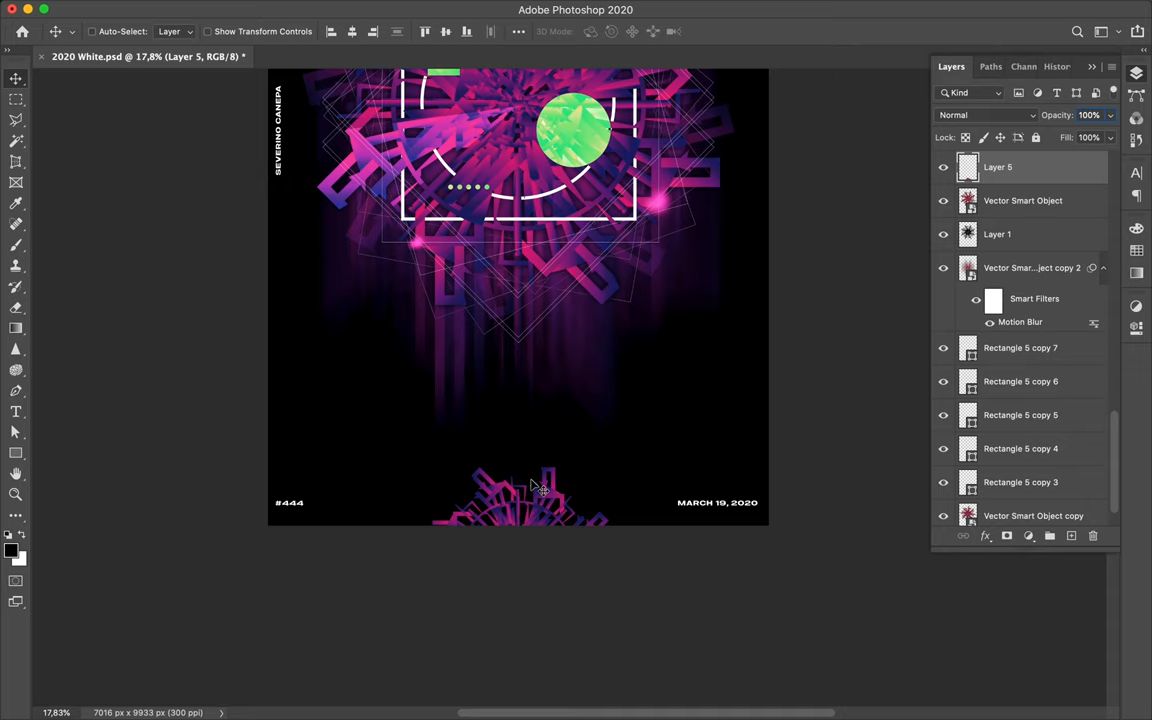 Adobe Photoshop 2020
Auto-Select: Layer Show Transform Controls 3D Mode:
2020 White.psd @ 17,8% (Layer 5, RGB/8) *
Layers Paths Chann Histor
Kind
Normal Opacity: 100%
Lock: Fill: 100%
Layer 5
Vector Smart Object
Layer 1
Vector Smar...ject copy 2
Smart Filters
Motion Blur
Rectangle 5 copy 7
Rectangle 5 copy 6
Rectangle 5 copy 5
Rectangle 5 copy 4
Rectangle 5 copy 3
Vector Smart Object copy
SEVERINO CANEPA
#444
MARCH 19, 2020
17,83% 7016 px x 9933 px (300 ppi)